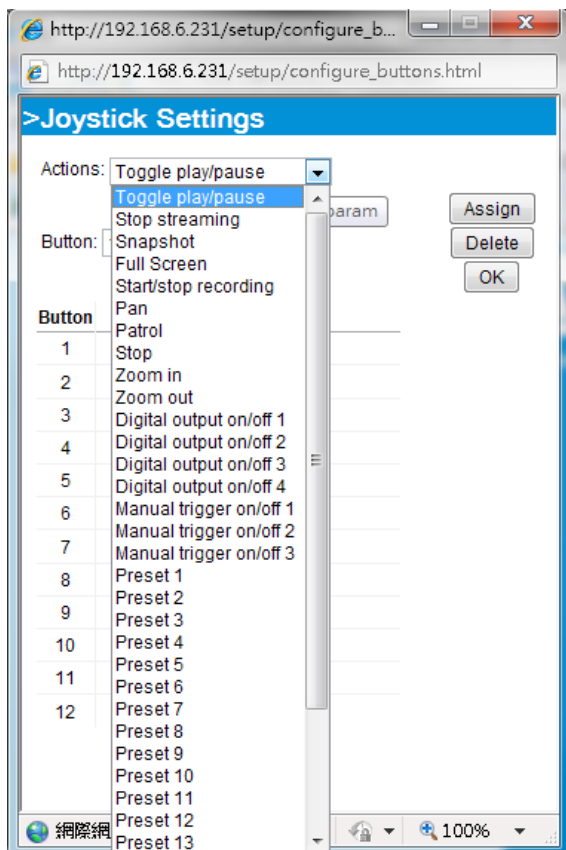 http://192.168.6.231/setup/configure_b...
http://192.168.6.231/setup/configure_buttons.html
>Joystick Settings
Actions: Toggle play/pause
Toggle play/pause
param
Assign
Stop streaming
Button:
Snapshot
Delete
Full Screen
OK
Start/stop recording
Button
Pan
Patrol
1
Stop
2
Zoom in
Zoom out
3
Digital output on/off 1
4
Digital output on/off 2
Digital output on/off 3
5
Digital output on/off 4
6
Manual trigger on/off 1
Manual trigger on/off 2
7
Manual trigger on/off 3
8
Preset 1
Preset 2
9
Preset 3
10
Preset 4
Preset 5
11
Preset 6
12
Preset 7
Preset 8
Preset 9
Preset 10
Preset 11
Preset 12
網際網
100%
Preset 13